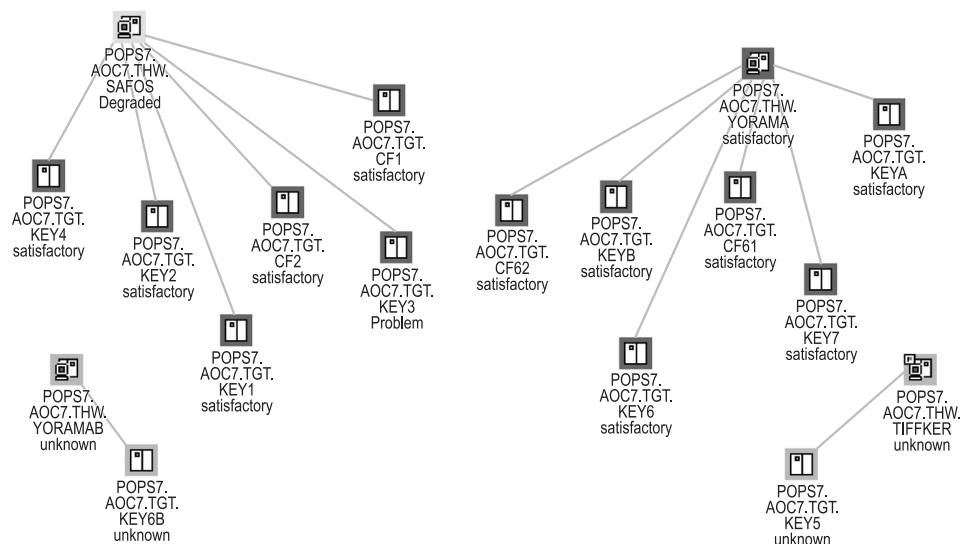 POPS7.
AOC7.THW.
SAFOS
Degraded
POPS7.
AOC7.TGT.
CF1
satisfactory
POPS7.
AOC7.TGT.
KEY4
satisfactory
POPS7.
AOC7.TGT.
KEY2
satisfactory
POPS7.
AOC7.TGT.
CF2
satisfactory
POPS7.
AOC7.TGT.
KEY3
Problem
POPS7.
AOC7.TGT.
KEY1
satisfactory
POPS7.
AOC7.THW.
YORAMAB
unknown
POPS7.
AOC7.TGT.
KEY6B
unknown
POPS7.
AOC7.THW.
YORAMA
satisfactory
POPS7.
AOC7.TGT.
KEYA
satisfactory
POPS7.
AOC7.TGT.
CF62
satisfactory
POPS7.
AOC7.TGT.
KEYB
satisfactory
POPS7.
AOC7.TGT.
CF61
satisfactory
POPS7.
AOC7.TGT.
KEY7
satisfactory
POPS7.
AOC7.TGT.
KEY6
satisfactory
POPS7.
AOC7.THW.
TIFFKER
unknown
POPS7.
AOC7.TGT.
KEY5
unknown